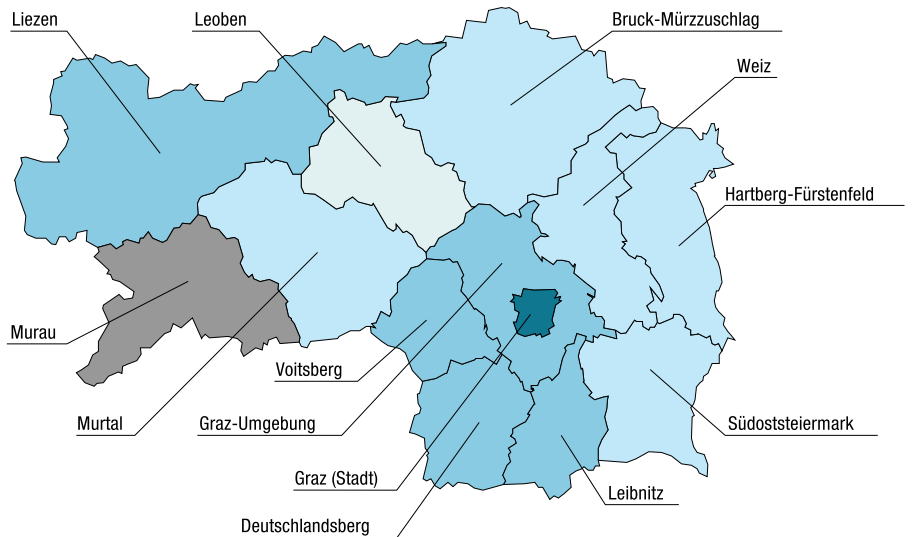 Liezen
Leoben
Bruck-Mürzzuschlag
Weiz
Hartberg-Fürstenfeld
Murau
Voitsberg
Murtal
Graz-Umgebung
Südoststeiermark
Graz (Stadt)
Leibnitz
Deutschlandsberg